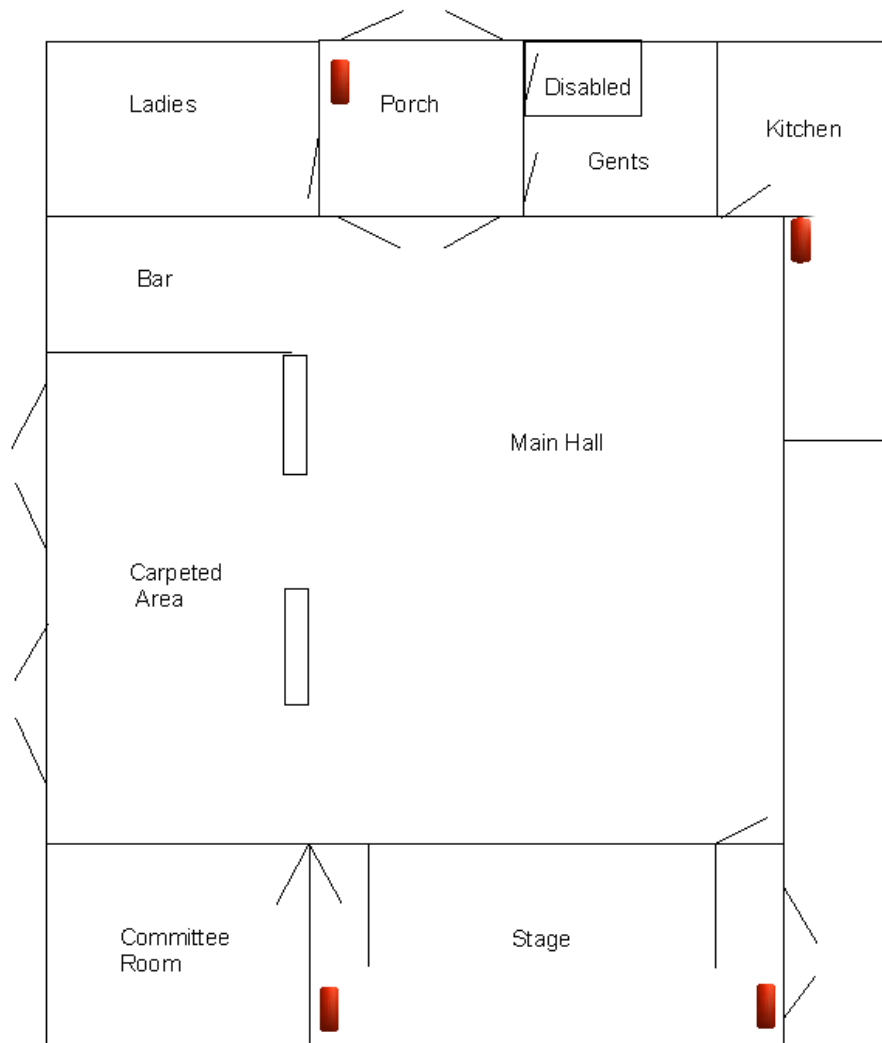 Ladies
Porch
Disabled
Gents
Kitchen
Bar
Main Hall
Carpeted
Area
Committee
Room
Stage